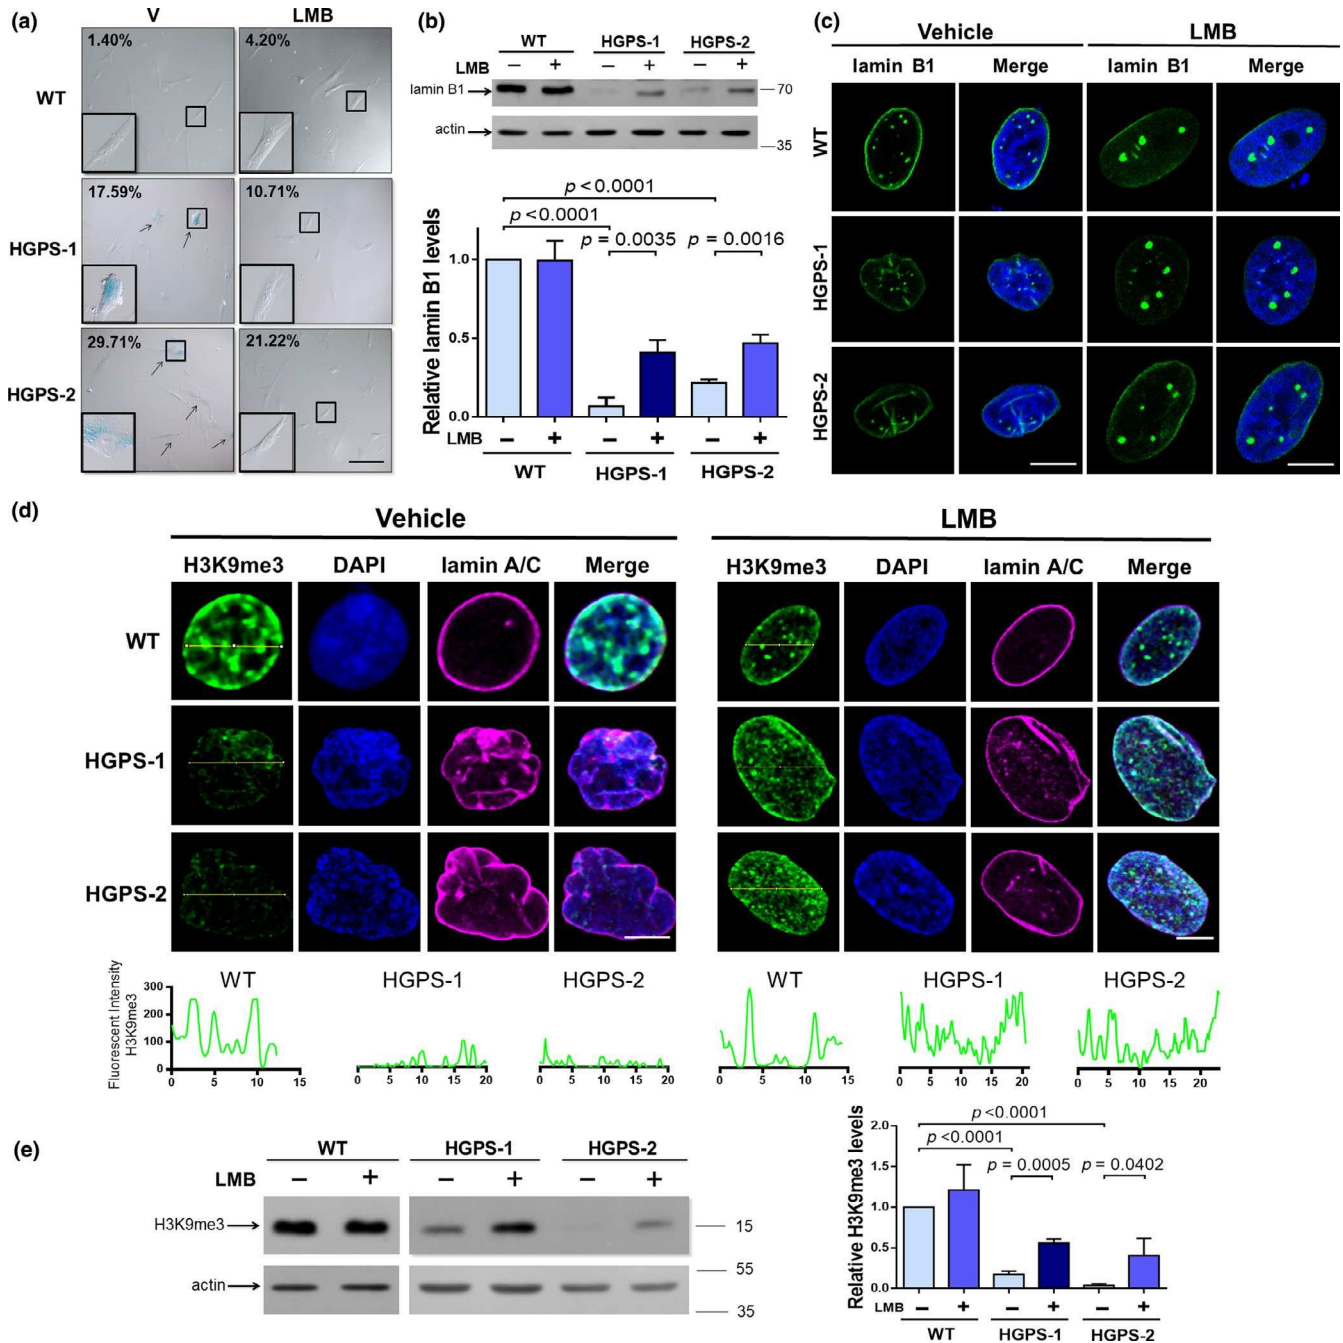 (a)
V LMB
WT
1.40% 4.20%
HGPS-1
17.59% 10.71%
HGPS-2
29.71% 21.22%
(b)
WT HGPS-1 HGPS-2
LMB − + − + − +
lamin B1 70
actin
35
p <0.0001
p <0.0001
p = 0.0035 p = 0.0016
Relative lamin B1 levels
1.0
0.5
0.0
LMB − + − + − +
WT HGPS-1 HGPS-2
(c)
Vehicle LMB
lamin B1 Merge lamin B1 Merge
WT
HGPS-1
HGPS-2
(d)
Vehicle LMB
H3K9me3 DAPI lamin A/C Merge H3K9me3 DAPI lamin A/C Merge
WT
HGPS-1
HGPS-2
WT
HGPS-1
HGPS-2
WT HGPS-1 HGPS-2 WT HGPS-1 HGPS-2
Fluorescent Intensity
H3K9me3
300
200
100
0
0 5 10 15 0 5 10 15 20 0 5 10 15 20 0 5 10 15 0 5 10 15 20 0 5 10 15 20
(e)
WT HGPS-1 HGPS-2
LMB − + − + − +
H3K9me3 15
55
actin
35
p <0.0001
p <0.0001
p = 0.0005 p = 0.0402
Relative H3K9me3 levels
2.0
1.5
1.0
0.5
0.0
LMB − + − + − +
WT HGPS-1 HGPS-2